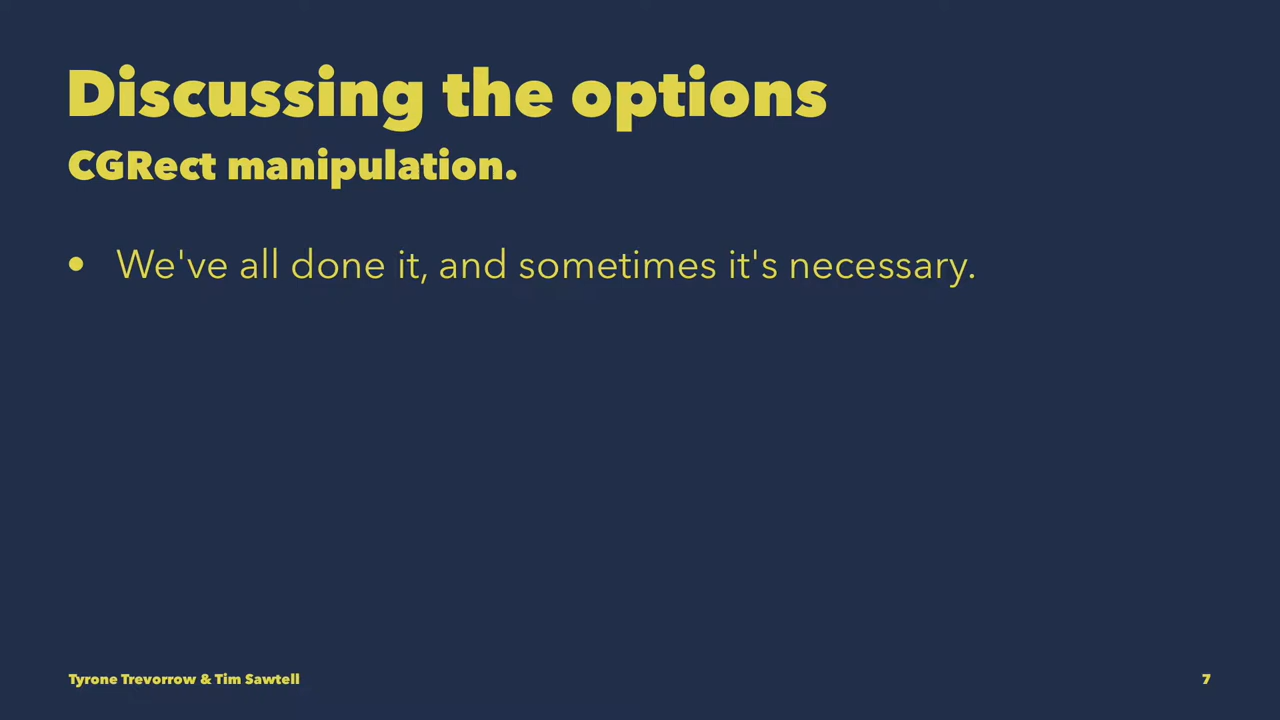 Discussing the options
CGRect manipulation.
• We've all done it, and sometimes it's necessary.
Tyrone Trevorrow & Tim Sawtell
7